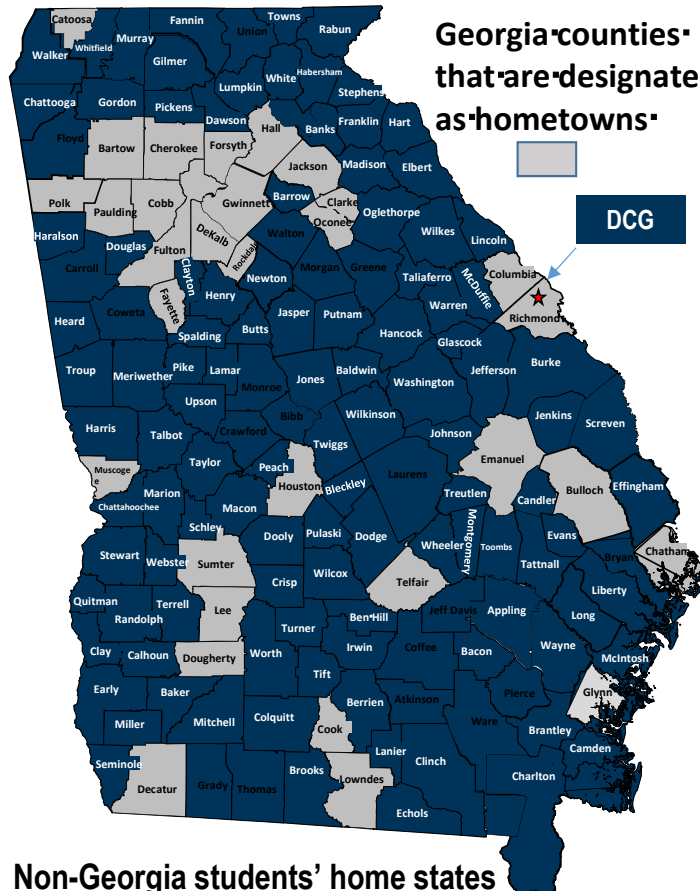 Georgia counties
that are designate
as hometowns
DCG
Catoosa
Fannin
Towns
Union
Rabun
Murray
Whitfield
Walker
Gilmer
White
Habersham
Lumpkin
Stephens
Chattooga
Gordon
Pickens
Dawson
Banks
Franklin
Hart
Hall
Floyd
Bartow
Cherokee
Forsyth
Jackson
Madison
Elbert
Polk
Paulding
Cobb
Gwinnett
Barrow
Clarke
Oconee
Oglethorpe
Wilkes
Lincoln
Haralson
Douglas
Fulton
DeKalb
Rockdale
Walton
Carroll
Clayton
Newton
Morgan
Greene
Taliaferro
McDuffie
Columbia
Fayette
Henry
Warren
Richmond
Coweta
Heard
Spalding
Butts
Jasper
Putnam
Hancock
Glascock
Troup
Meriwether
Pike
Lamar
Monroe
Jones
Baldwin
Washington
Jefferson
Burke
Upson
Bibb
Wilkinson
Jenkins
Screven
Harris
Talbot
Crawford
Twiggs
Johnson
Emanuel
Taylor
Peach
Houston
Bleckley
Laurens
Treutlen
Candler
Bulloch
Effingham
Muscoge
e
Marion
Chattahoochee
Macon
Schley
Dooly
Pulaski
Dodge
Wheeler
Montgomery
Toombs
Evans
Bryan
Chatham
Stewart
Webster
Sumter
Crisp
Wilcox
Telfair
Tattnall
Liberty
Quitman
Terrell
Randolph
Lee
Turner
Ben Hill
Jeff Davis
Appling
Long
Clay
Calhoun
Dougherty
Worth
Irwin
Coffee
Bacon
Wayne
McIntosh
Early
Baker
Tift
Berrien
Atkinson
Pierce
Glynn
Miller
Mitchell
Colquitt
Cook
Ware
Brantley
Camden
Seminole
Decatur
Grady
Thomas
Brooks
Lowndes
Lanier
Clinch
Echols
Charlton
Non-Georgia students' home states